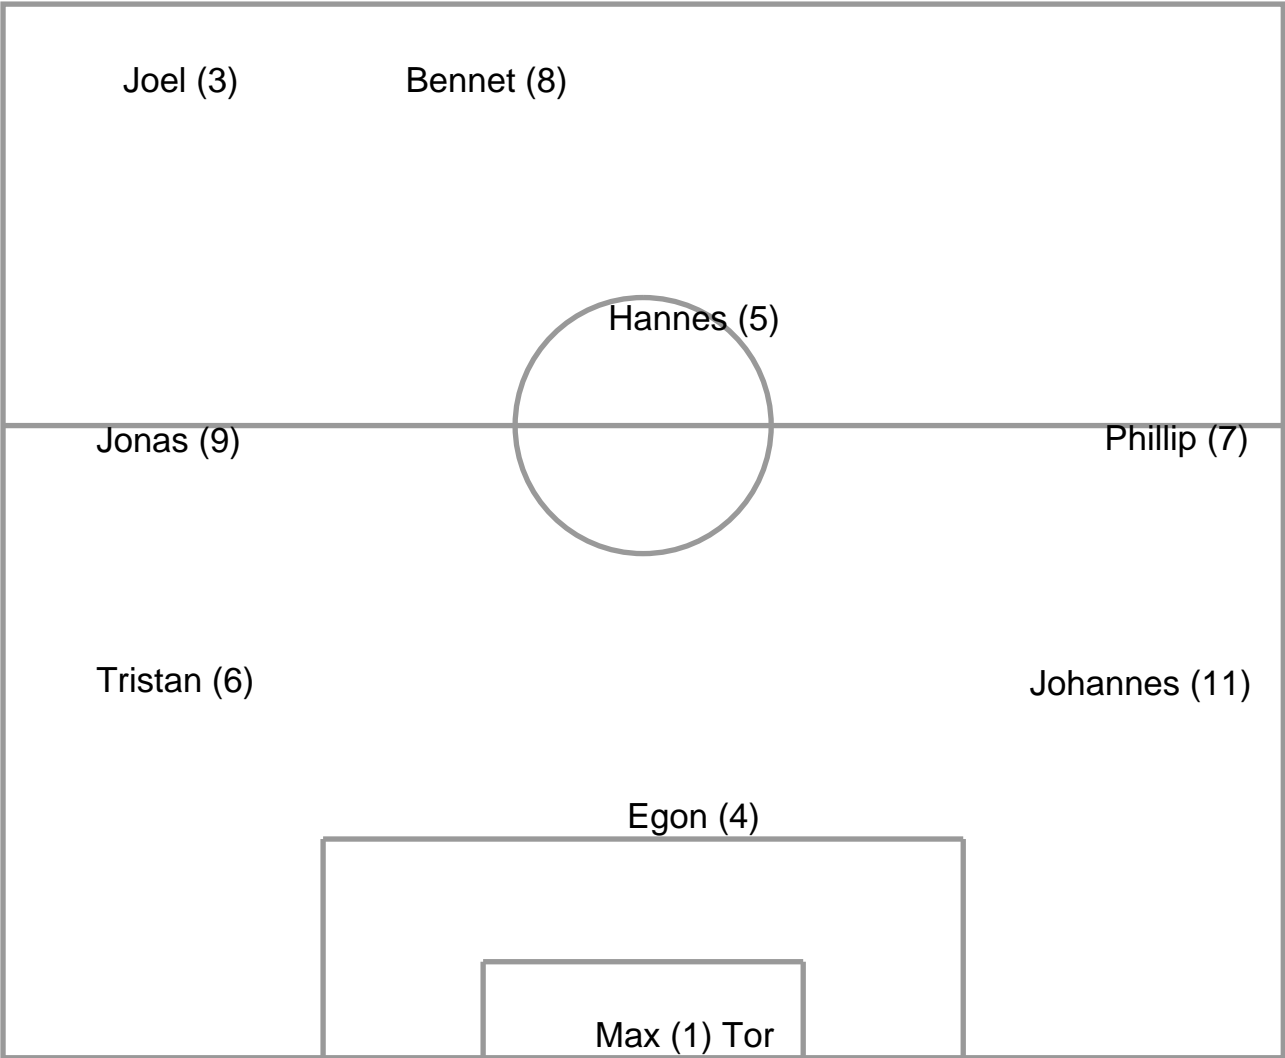 Joel (3)
Bennet (8)
Hannes (5)
Jonas (9)
Phillip (7)
Tristan (6)
Johannes (11)
Egon (4)
Max (1) Tor